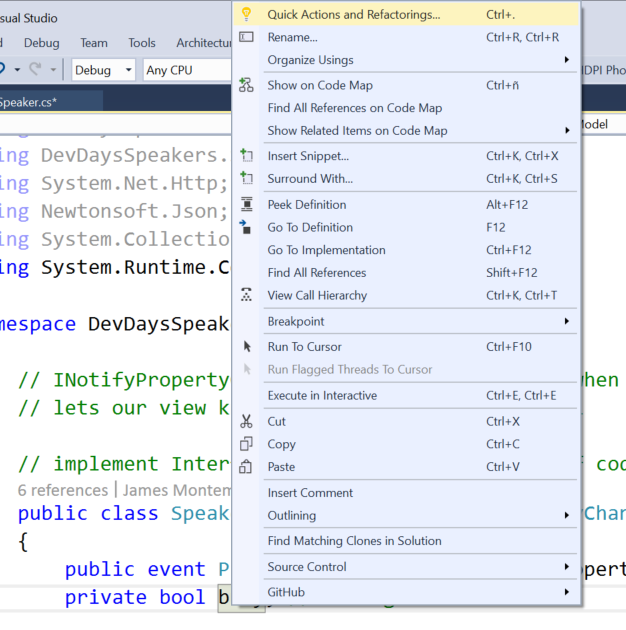 sual Studio
Debug Team Tools Architectu
Debug Any CPU
HDPI Pho
Speaker.cs*
Model
Quick Actions and Refactorings... Ctrl+.
Rename... Ctrl+R, Ctrl+R
Organize Usings
Show on Code Map Ctrl+ñ
Find All References on Code Map
Show Related Items on Code Map
Insert Snippet... Ctrl+K, Ctrl+X
Surround With... Ctrl+K, Ctrl+S
Peek Definition Alt+F12
Go To Definition F12
Go To Implementation Ctrl+F12
Find All References Shift+F12
View Call Hierarchy Ctrl+K, Ctrl+T
Breakpoint
Run To Cursor Ctrl+F10
Run Flagged Threads To Cursor
Execute in Interactive Ctrl+E, Ctrl+E
Cut Ctrl+X
Copy Ctrl+C
Paste Ctrl+V
Insert Comment
Outlining
Find Matching Clones in Solution
Source Control
GitHub
ing DevDaysSpeakers.
ing System.Net.Http;
ing Newtonsoft.Json;
ing System.Collectio
ing System.Runtime.C
mespace DevDaysSpeak
// INotifyProperty when
// lets our view k
// implement Inter cod
6 references | James Montem
public class Speak rChan
{
public event P pert
private bool b